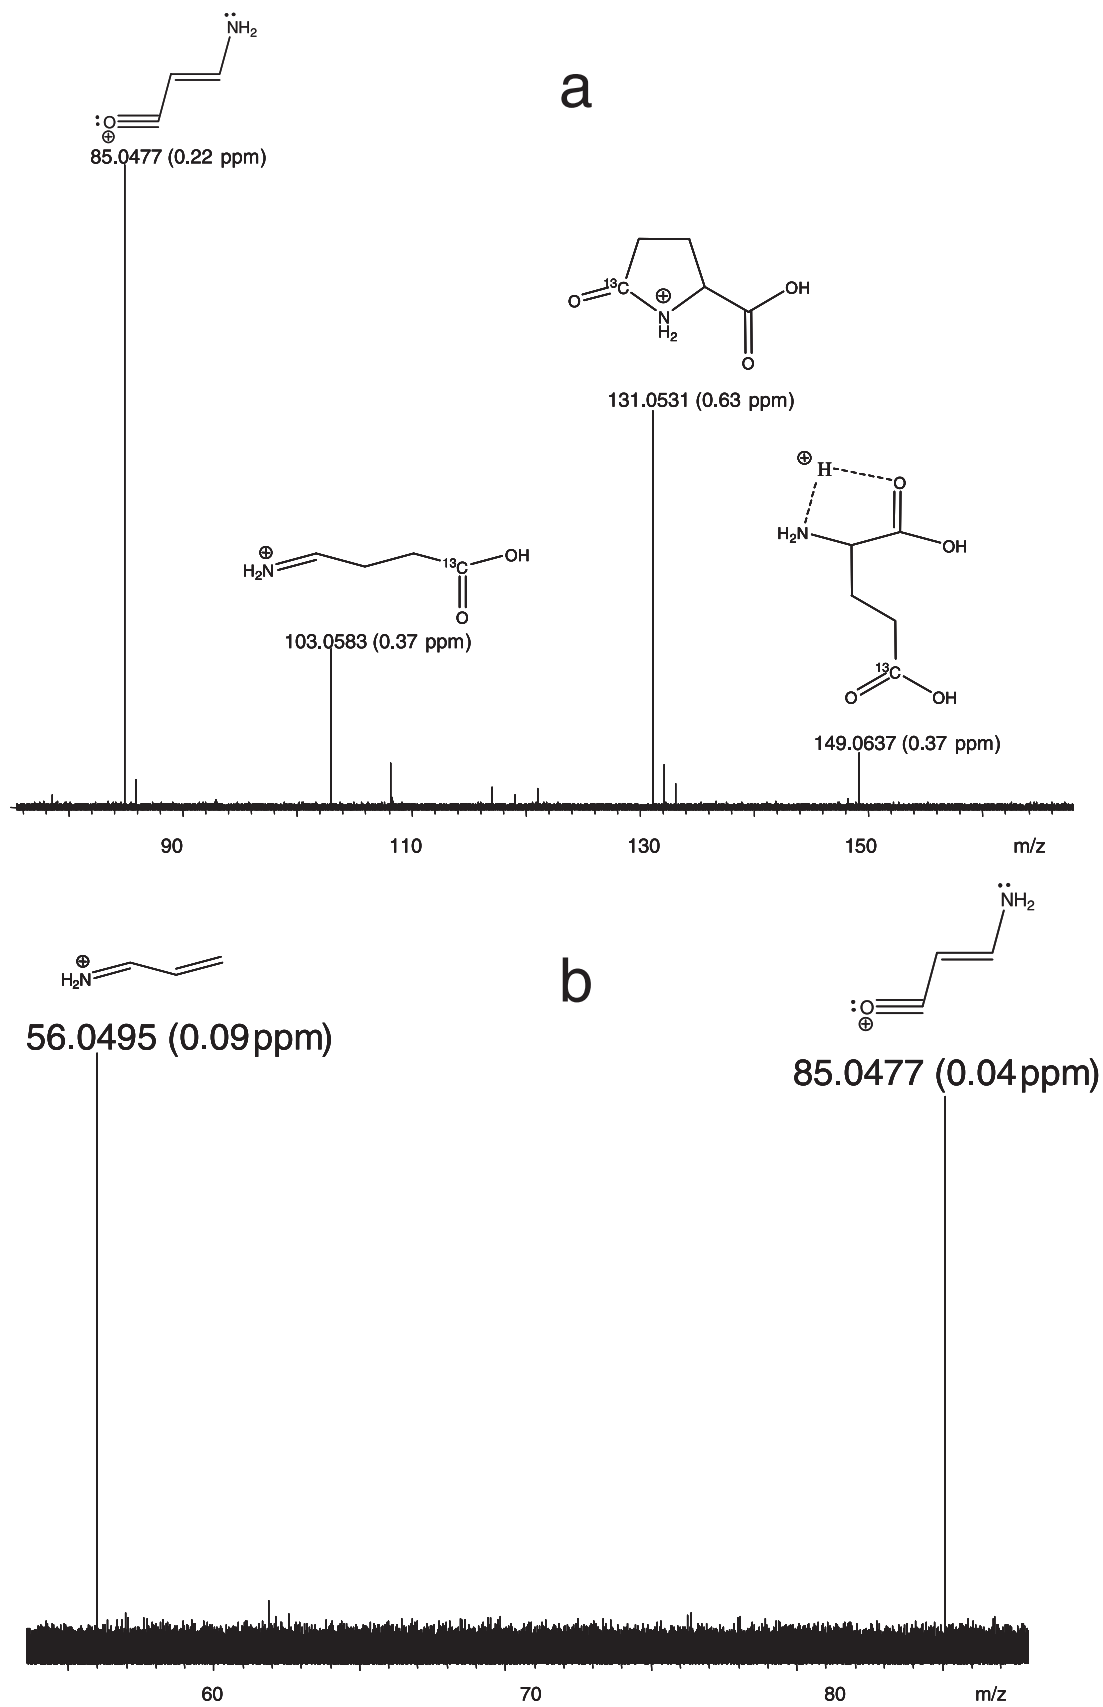 NH₂
a
:O
⊕
85.0477 (0.22 ppm)
13C
O
⊕
N
H₂
OH
O
131.0531 (0.63 ppm)
⊕
H
O
H₂N
OH
13C
O
OH
149.0637 (0.37 ppm)
⊕
H₂N
13C
OH
O
103.0583 (0.37 ppm)
90 110 130 150 m/z
NH₂
b
⊕
H₂N
:O
⊕
56.0495 (0.09ppm)
85.0477 (0.04ppm)
60 70 80 m/z